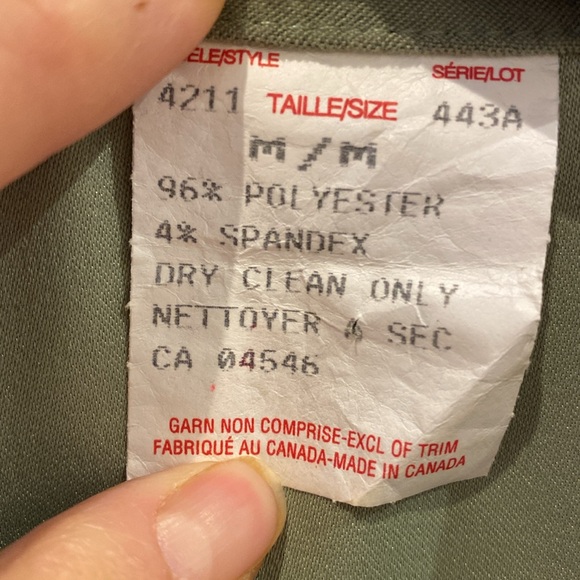 ÈLE/STYLE SÉRIE/LOT
4211 TAILLE/SIZE 443A
M/M
96% POLYESTER
4% SPANDEX
DRY CLEAN ONLY
NETTOYER A SEC
CA 04546
GARN NON COMPRISE-EXCL OF TRIM
FABRIQUÉ AU CANADA-MADE IN CANADA